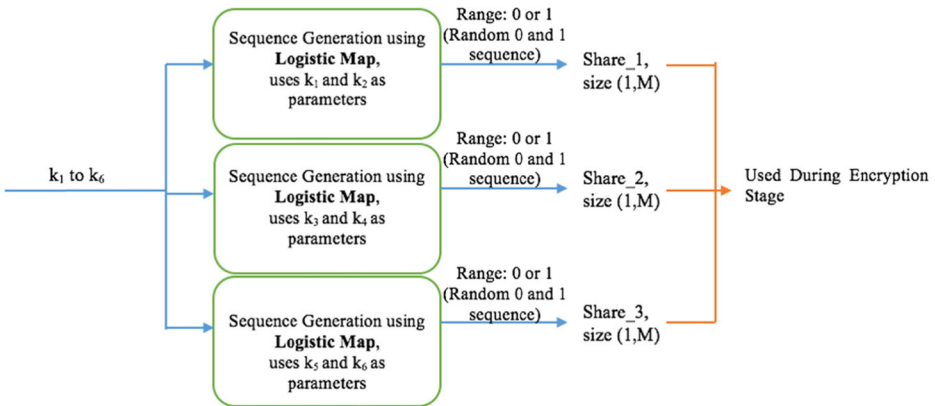 k₁ to k₆
Sequence Generation using
Logistic Map,
uses k₁ and k₂ as
parameters
Range: 0 or 1
(Random 0 and 1
sequence)
Share_1,
size (1,M)
Sequence Generation using
Logistic Map,
uses k₃ and k₄ as
parameters
Range: 0 or 1
(Random 0 and 1
sequence)
Share_2,
size (1,M)
Sequence Generation using
Logistic Map,
uses k₅ and k₆ as
parameters
Range: 0 or 1
(Random 0 and 1
sequence)
Share_3,
size (1,M)
Used During Encryption
Stage